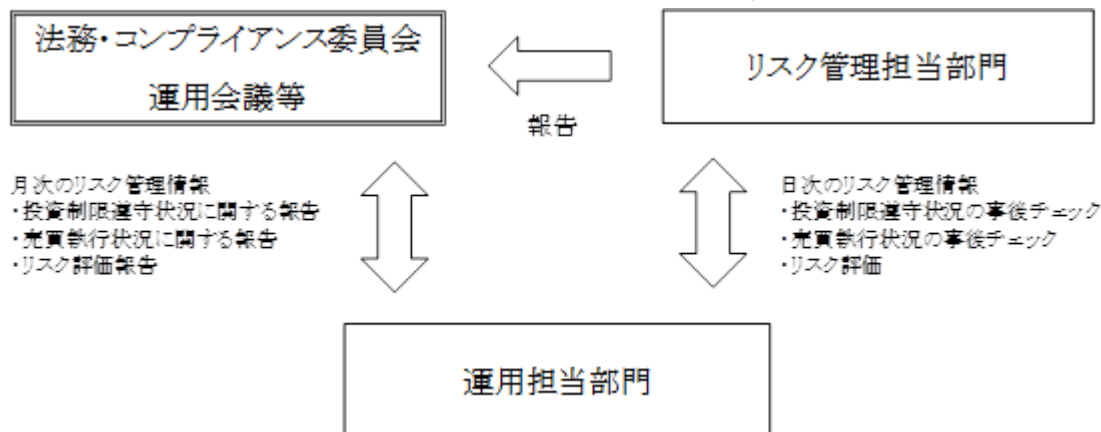 法務・コンプライアンス委員会
運用会議等
リスク管理担当部門
報告
月次のリスク管理情報
・投資制限遵守状況に関する報告
・売買執行状況に関する報告
・リスク評価報告
日次のリスク管理情報
・投資制限遵守状況の事後チェック
・売買執行状況の事後チェック
・リスク評価
運用担当部門